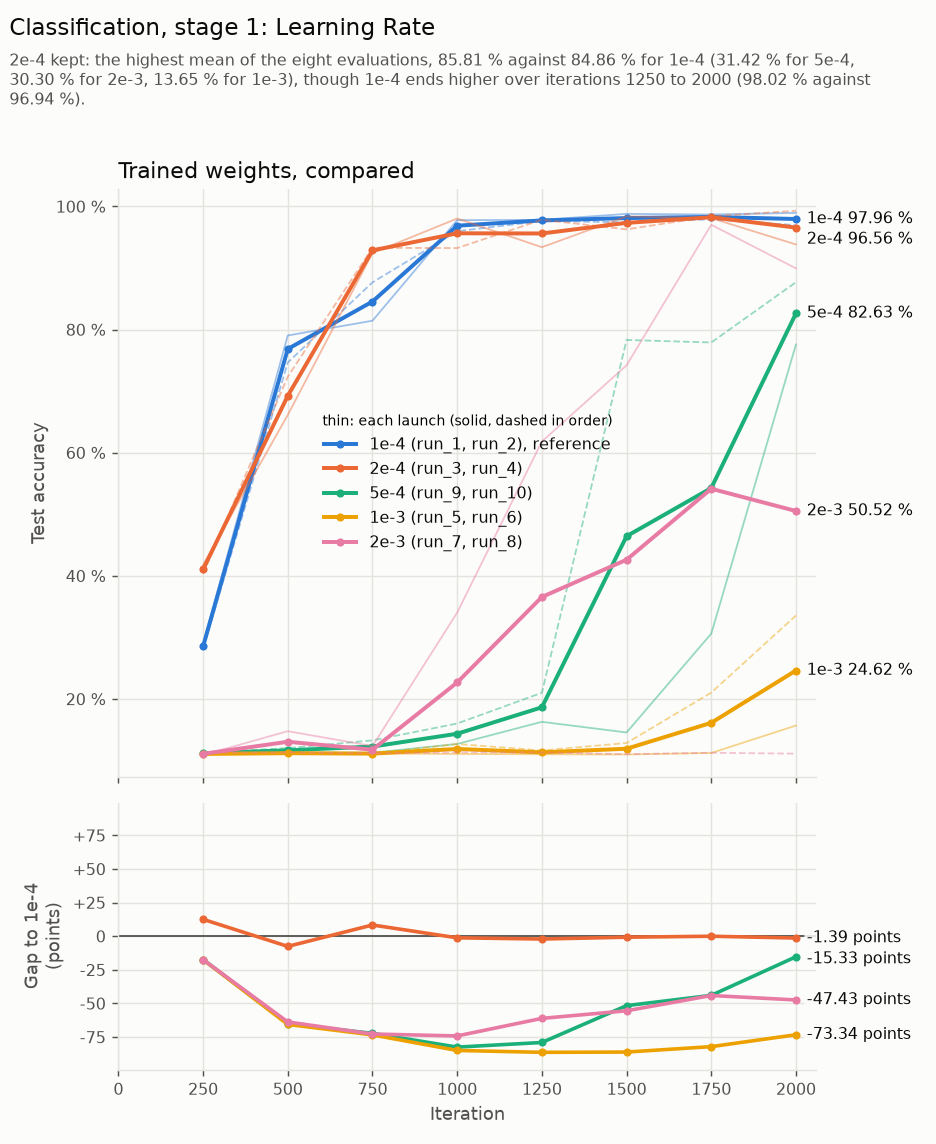 Classification, stage 1: Learning Rate
2e-4 kept: the highest mean of the eight evaluations, 85.81 % against 84.86 % for 1e-4 (31.42 % for 5e-4,
30.30 % for 2e-3, 13.65 % for 1e-3), though 1e-4 ends higher over iterations 1250 to 2000 (98.02 % against
96.94 %).
Trained weights, compared
100 %
80 %
60 %
40 %
20 %
Test accuracy
thin: each launch (solid, dashed in order)
1e-4 (run_1, run_2), reference
2e-4 (run_3, run_4)
5e-4 (run_9, run_10)
1e-3 (run_5, run_6)
2e-3 (run_7, run_8)
1e-4 97.96 %
2e-4 96.56 %
5e-4 82.63 %
2e-3 50.52 %
1e-3 24.62 %
+75
+50
+25
0
-25
-50
-75
Gap to 1e-4
(points)
-1.39 points
-15.33 points
-47.43 points
-73.34 points
0
250
500
750
1000
1250
1500
1750
2000
Iteration